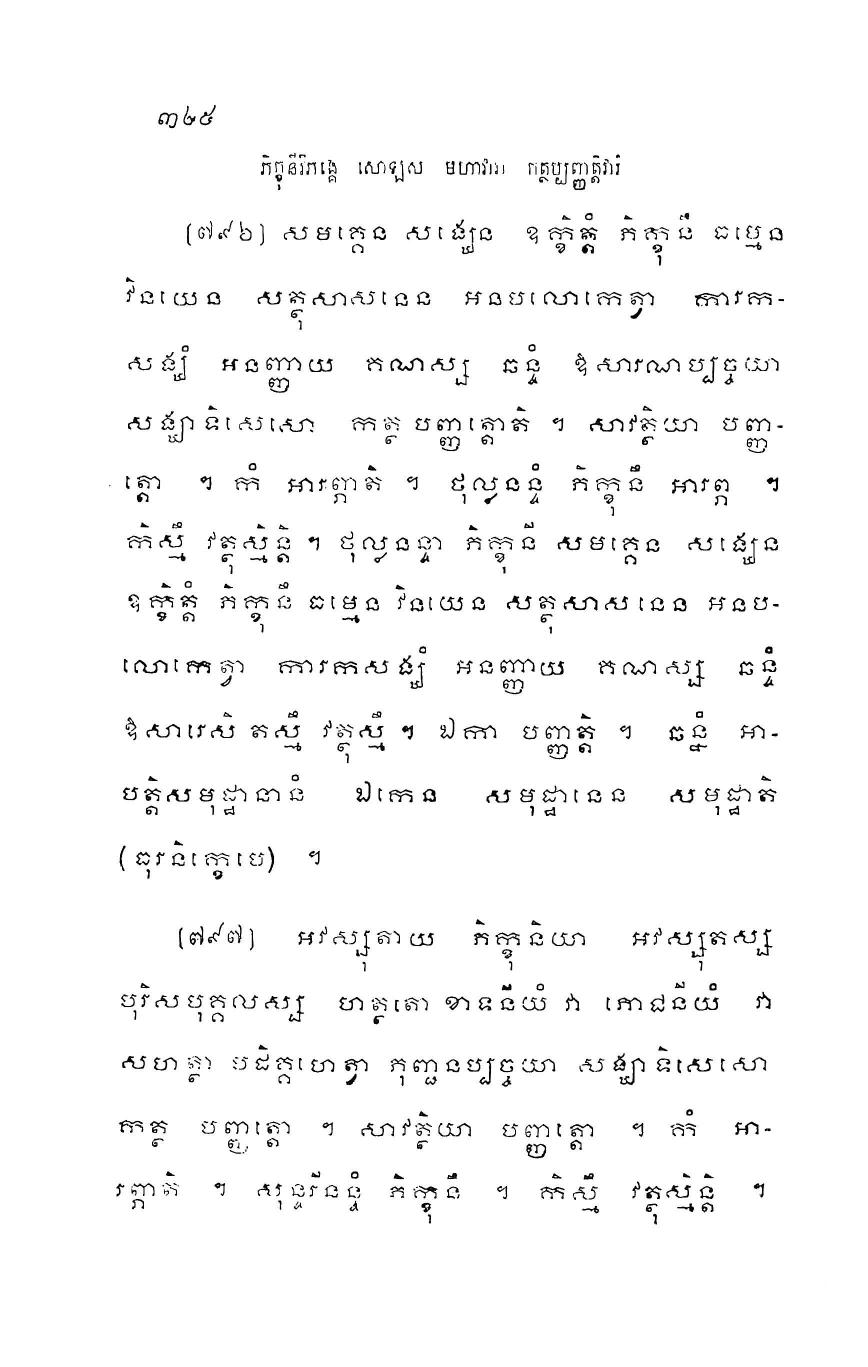 ៣២៥
ភិក្ខុនីវិភង្គេ សោឡស មហាវារា កត្ថប្បញ្ញត្តិវារំ
(៧៩៦) សមគ្គេន សង្ឃេន ឧក្ខិត្តំ ភិក្ខុនឹ ធម្មេន
វិនយេន សត្ថុសាសនេន អនបលោកេត្វា ការក-
សង្ឃំ អនញ្ញាយ គណស្ស ឆន្ទំ ឱសារណប្បច្ចយា
សង្ឃាទិសេសោ កត្ថ បញ្ញត្តោតិ ។ សាវត្ថិយា បញ្ញ-
ត្តោ ។ កំ អារព្ភាតិ ។ ថុល្លនន្ទំ ភិក្ខុនឹ អារព្ភ ។
កិស្មឹ វត្ថុស្មិន្តិ ។ ថុល្លនន្ទា ភិក្ខុនី សមគ្គេន សង្ឃេន
ឧក្ខិត្តំ ភិក្ខុនឹ ធម្មេន វិនយេន សត្ថុសាសនេន អនប-
លោកេត្វា ការកសង្ឃំ អនញ្ញាយ គណស្ស ឆន្ទំ
ឱសារេសិ តស្មឹ វត្ថុស្មឹ ។ ឯកា បញ្ញត្តិ ។ ឆន្នំ អា-
បត្តិសមុដ្ឋានានំ ឯកេន សមុដ្ឋានេន សមុដ្ឋាតិ
(ធុរនិក្ខេបេ) ។
(៧៩៧) អវស្សុតាយ ភិក្ខុនិយា អវស្សុតស្ស
បុរិសបុគ្គលស្ស ហត្ថតោ ខាទនីយំ វា ភោជនីយំ វា
សហត្ថា បដិគ្គហេត្វា ភុញ្ជនប្បច្ចយា សង្ឃាទិសេសោ
កត្ថ បញ្ញត្តោ ។ សាវត្ថិយា បញ្ញត្តោ ។ កំ អា-
រព្ភាតិ ។ សុន្ទរីនន្ទំ ភិក្ខុនឹ ។ កិស្មឹ វត្ថុស្មិន្តិ ។